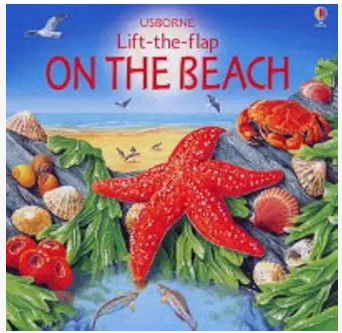 USBORNE
Lift-the-flap
ON THE BEACH